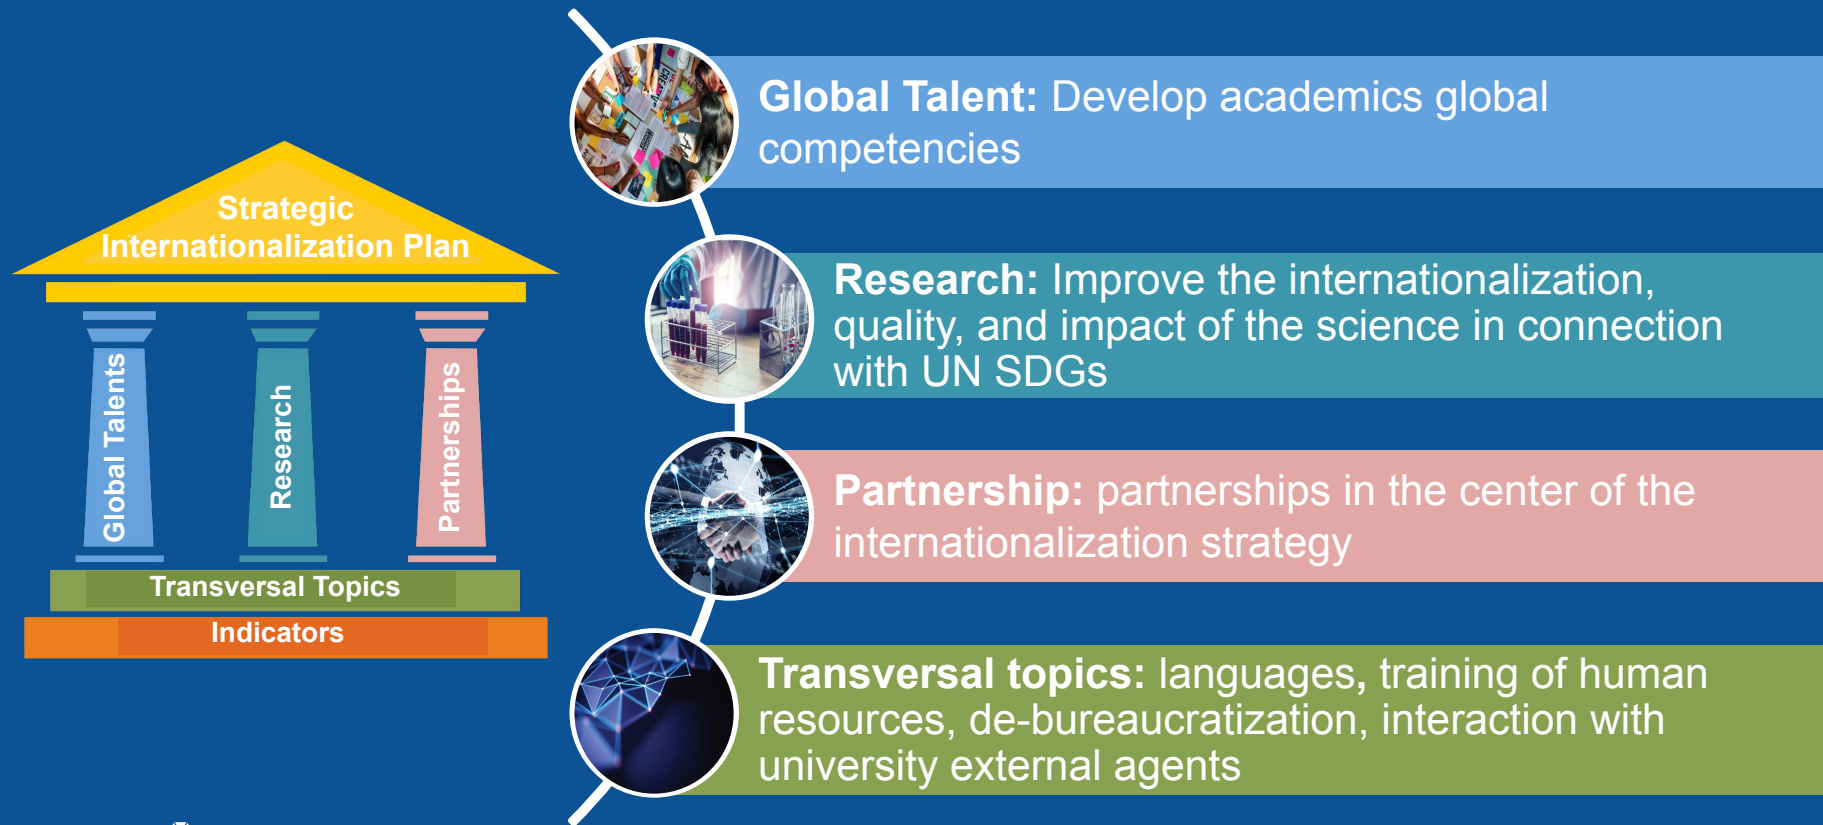 Strategic
Internationalization Plan
Global Talents
Research
Partnerships
Transversal Topics
Indicators
Global Talent: Develop academics global
competencies
Research: Improve the internationalization,
quality, and impact of the science in connection
with UN SDGs
Partnership: partnerships in the center of the
internationalization strategy
Transversal topics: languages, training of human
resources, de-bureaucratization, interaction with
university external agents